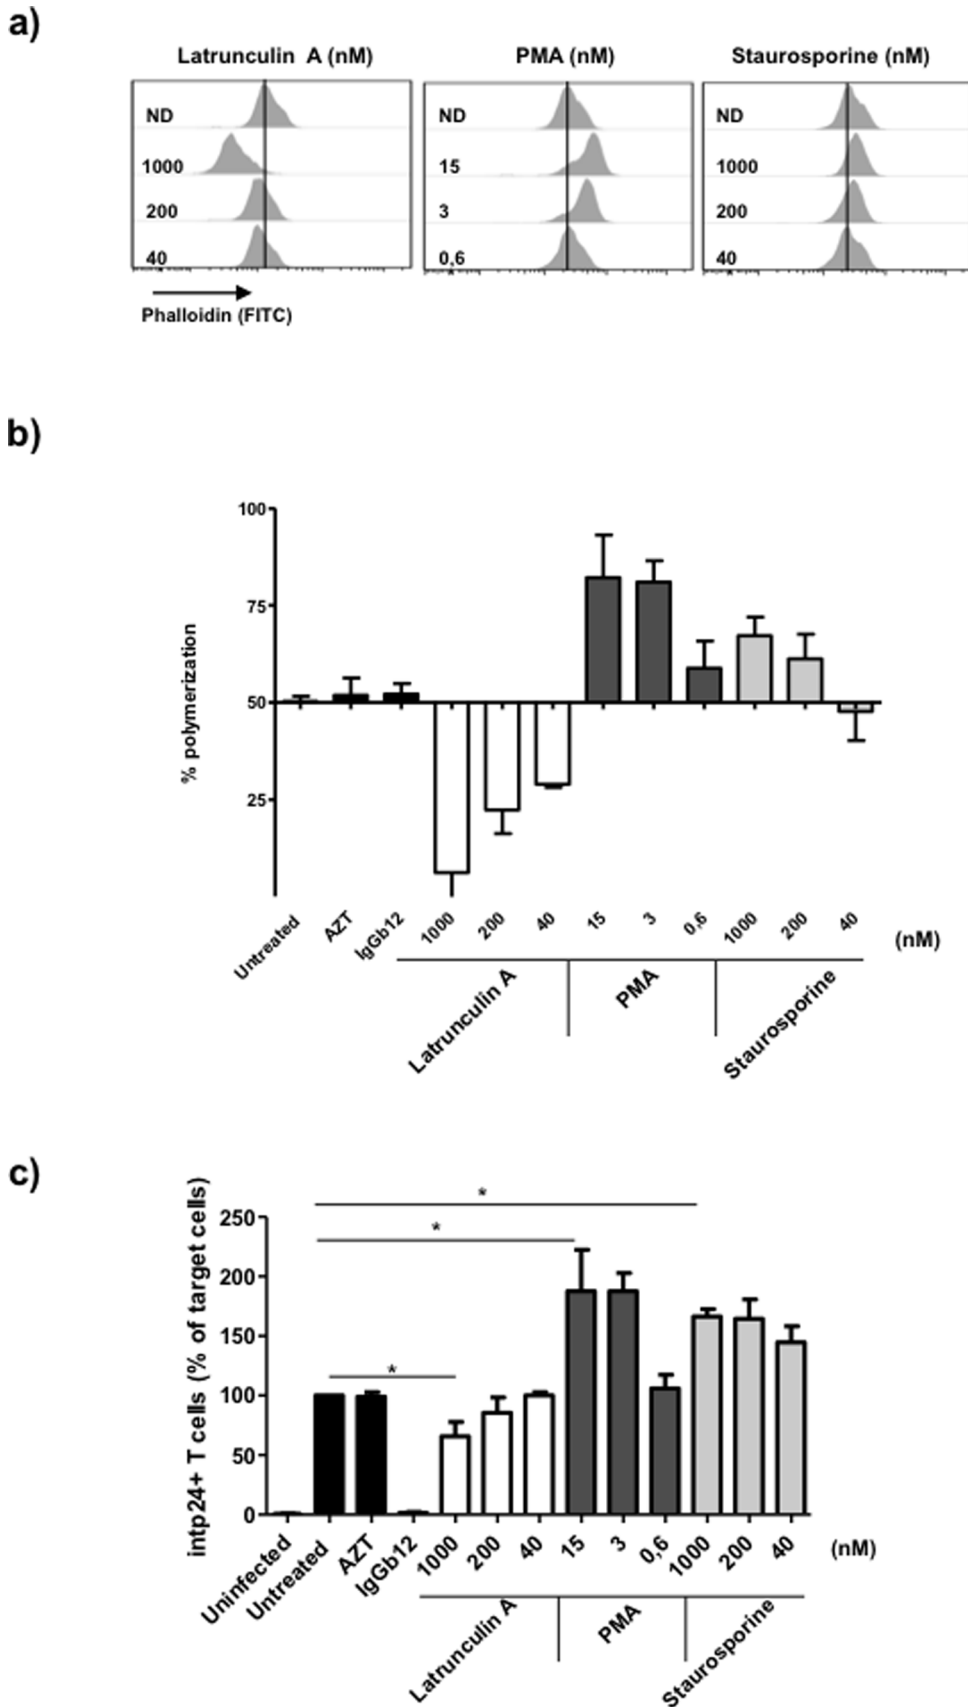 a)
Latrunculin A (nM) PMA (nM) Staurosporine (nM)
ND ND ND
1000 15 1000
200 3 200
40 0,6 40
Phalloidin (FITC)
b)
100
75
50
25
% polymerization
Untreated AZT IgGb12 1000 200 40 15 3 0,6 1000 200 40 (nM)
Latrunculin A PMA Staurosporine
c)
250
200
150
100
50
0
intp24+ T cells (% of target cells)
*
*
*
Uninfected Untreated AZT IgGb12 1000 200 40 15 3 0,6 1000 200 40 (nM)
Latrunculin A PMA Staurosporine